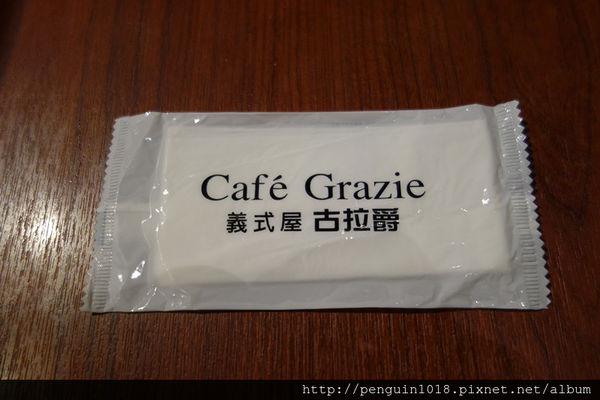 Café Grazie
義式屋 古拉爵
http://penguin1018.pixnet.net/album